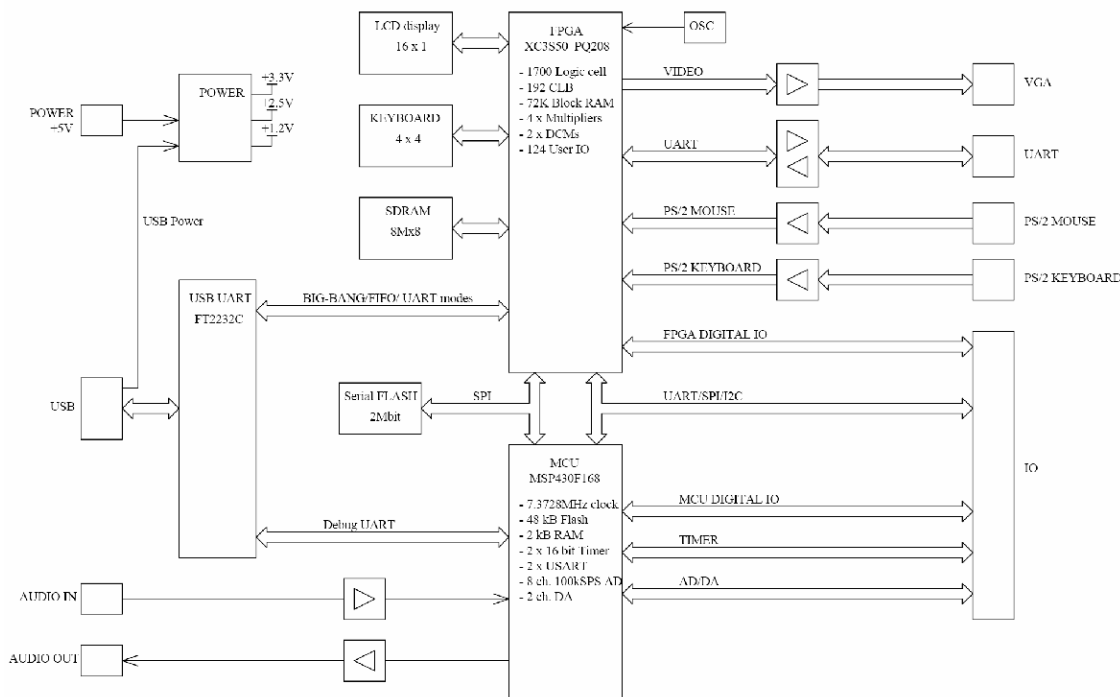 LCD display
16 x 1
FPGA
XC3S50 PQ208
- 1700 Logic cell
- 192 CLB
- 72K Block RAM
- 4 x Multipliers
- 2 x DCMs
- 124 User IO
OSC
VIDEO
VGA
POWER
+3.3V
+2.5V
+1.2V
POWER
+5V
KEYBOARD
4 x 4
UART
UART
USB Power
SDRAM
8Mx8
PS/2 MOUSE
PS/2 MOUSE
PS/2 KEYBOARD
PS/2 KEYBOARD
USB UART
FT2232C
BIG-BANG/FIFO/ UART modes
FPGA DIGITAL IO
USB
Serial FLASH
2Mbit
SPI
UART/SPI/I2C
IO
MCU
MSP430F168
- 7.3728MHz clock
- 48 kB Flash
- 2 kB RAM
- 2 x 16 bit Timer
- 2 x USART
- 8 ch. 100kSPS AD
- 2 ch. DA
MCU DIGITAL IO
Debug UART
TIMER
AD/DA
AUDIO IN
AUDIO OUT